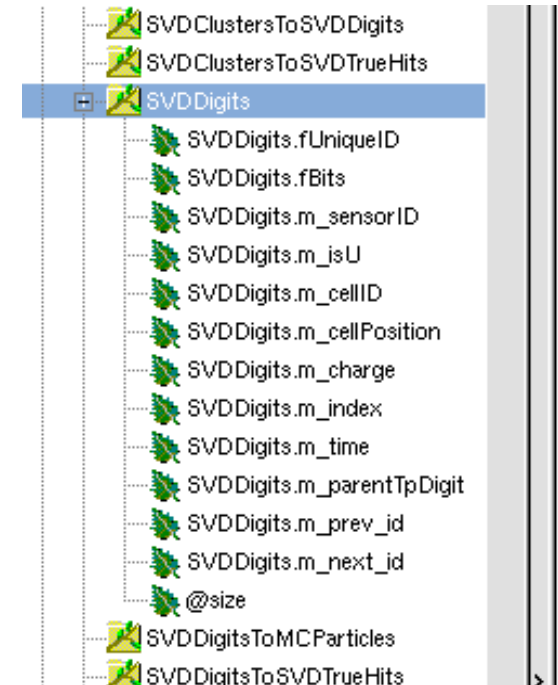 SVDClustersToSVDDigits
SVDClustersToSVDTrueHits
SVDDigits
SVDDigits.fUniqueID
SVDDigits.fBits
SVDDigits.m_sensorID
SVDDigits.m_isU
SVDDigits.m_cellID
SVDDigits.m_cellPosition
SVDDigits.m_charge
SVDDigits.m_index
SVDDigits.m_time
SVDDigits.m_parentTpDigit
SVDDigits.m_prev_id
SVDDigits.m_next_id
@size
SVDDigitsToMCParticles
SVDDigitsToSVDTrueHits